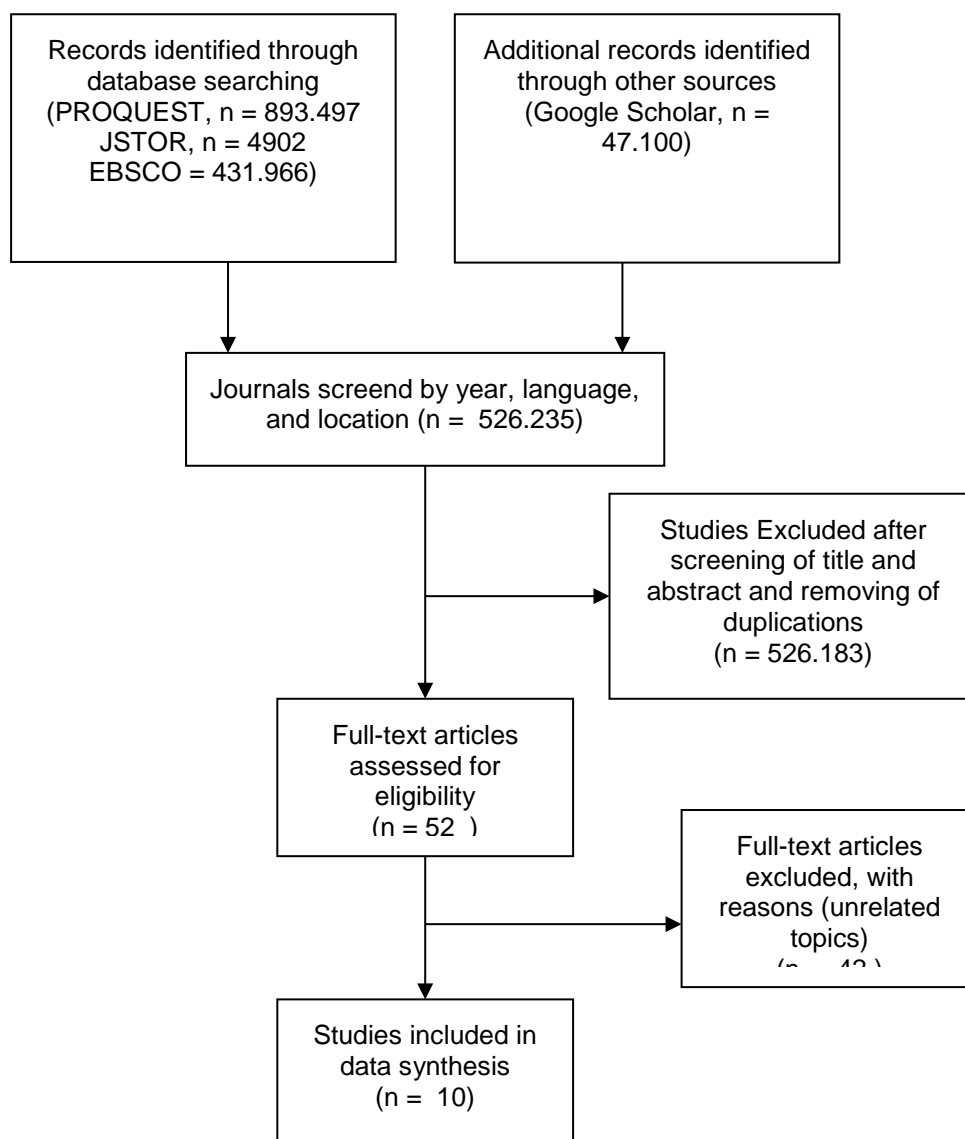 Records identified through
database searching
(PROQUEST, n = 893.497
JSTOR, n = 4902
EBSCO = 431.966)
Additional records identified
through other sources
(Google Scholar, n =
47.100)
Journals screend by year, language,
and location (n =  526.235)
Studies Excluded after
screening of title and
abstract and removing of
duplications
(n = 526.183)
Full-text articles
assessed for
eligibility
(n = 52  )
Full-text articles
excluded, with
reasons (unrelated
topics)
Studies included in
data synthesis
(n =  10)